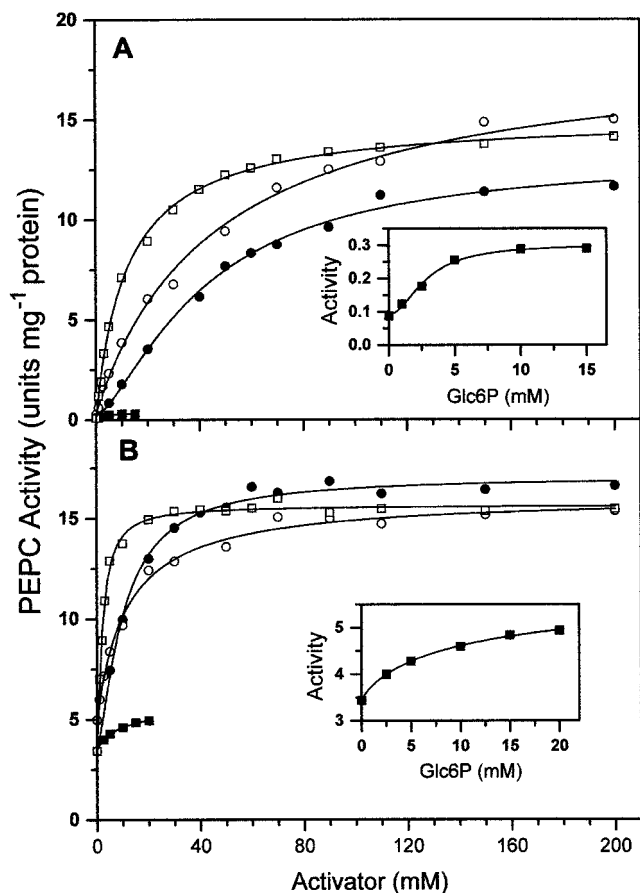 PEPC Activity (units mg⁻¹ protein)
A
20
15
10
5
0
Activity
0.3
0.2
0.1
0.0
0 5 10 15
Glc6P (mM)
B
15
10
5
0
Activity
5
4
3
0 5 10 15 20
Glc6P (mM)
0 40 80 120 160 200
Activator (mM)